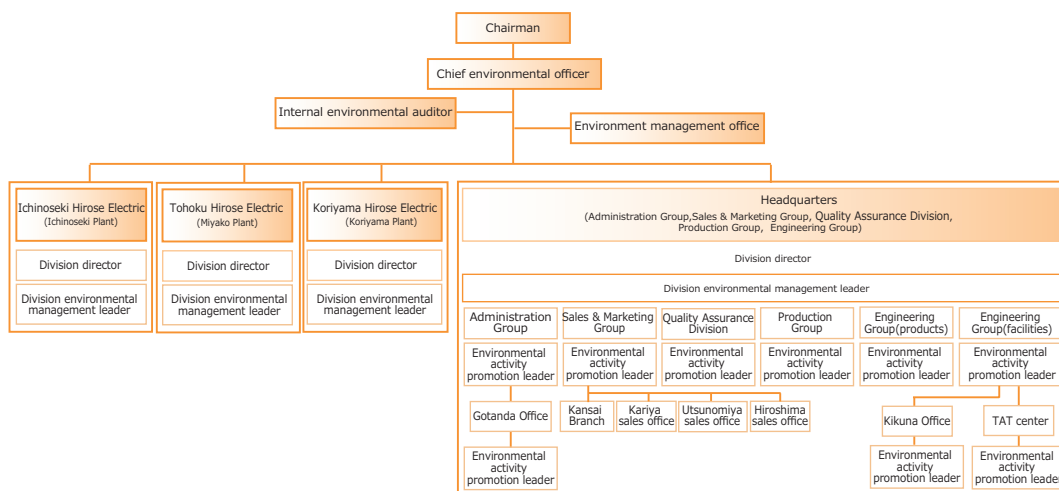 Chairman
Chief environmental officer
Internal environmental auditor
Environment management office
Ichinoseki Hirose Electric
(Ichinoseki Plant)
Division director
Division environmental
management leader
Tohoku Hirose Electric
(Miyako Plant)
Division director
Division environmental
management leader
Koriyama Hirose Electric
(Koriyama Plant)
Division director
Division environmental
management leader
Headquarters
(Administration Group,Sales & Marketing Group, Quality Assurance Division,
Production Group, Engineering Group)
Division director
Division environmental management leader
Administration
Group
Environmental
activity
promotion leader
Gotanda Office
Environmental
activity
promotion leader
Sales & Marketing
Group
Environmental
activity
promotion leader
Kansai
Branch
Kariya
sales office
Utsunomiya
sales office
Hiroshima
sales office
Quality Assurance
Division
Environmental
activity
promotion leader
Production
Group
Environmental
activity
promotion leader
Engineering
Group(products)
Environmental
activity
promotion leader
Engineering
Group(facilities)
Environmental
activity
promotion leader
Kikuna Office
Environmental
activity
promotion leader
TAT center
Environmental
activity
promotion leader